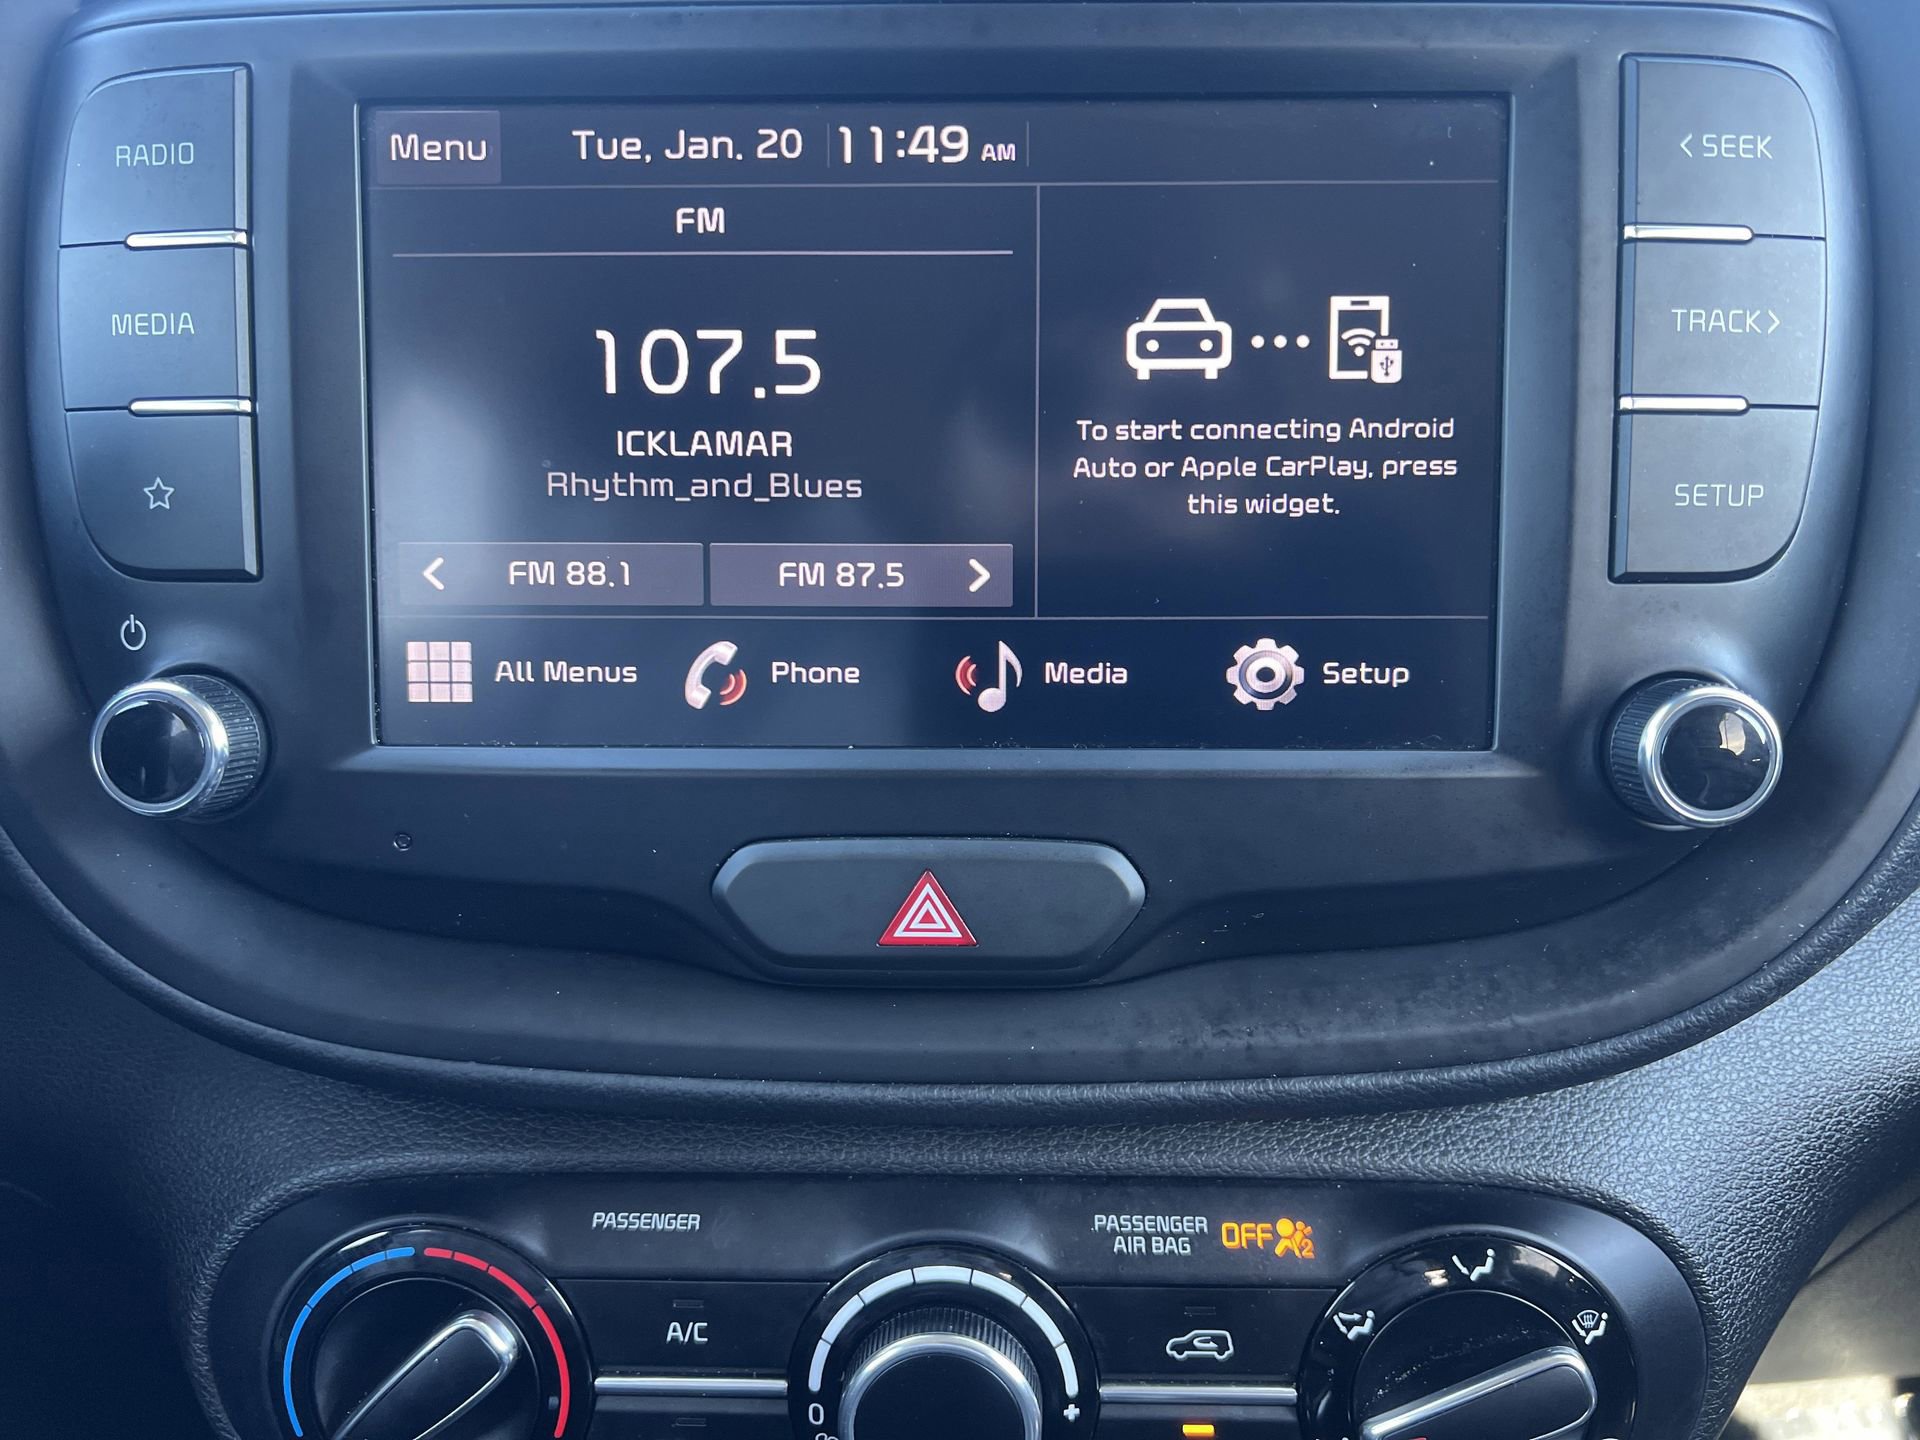 RADIO
MEDIA
Menu
Tue, Jan. 20
11:49 AM
FM
107.5
ICKLAMAR
Rhythm_and_Blues
< FM 88.1
FM 87.5 >
To start connecting Android
Auto or Apple CarPlay, press
this widget.
All Menus
Phone
Media
Setup
< SEEK
TRACK >
SETUP
PASSENGER
PASSENGER
AIR BAG
OFF
2
A/C
0
+